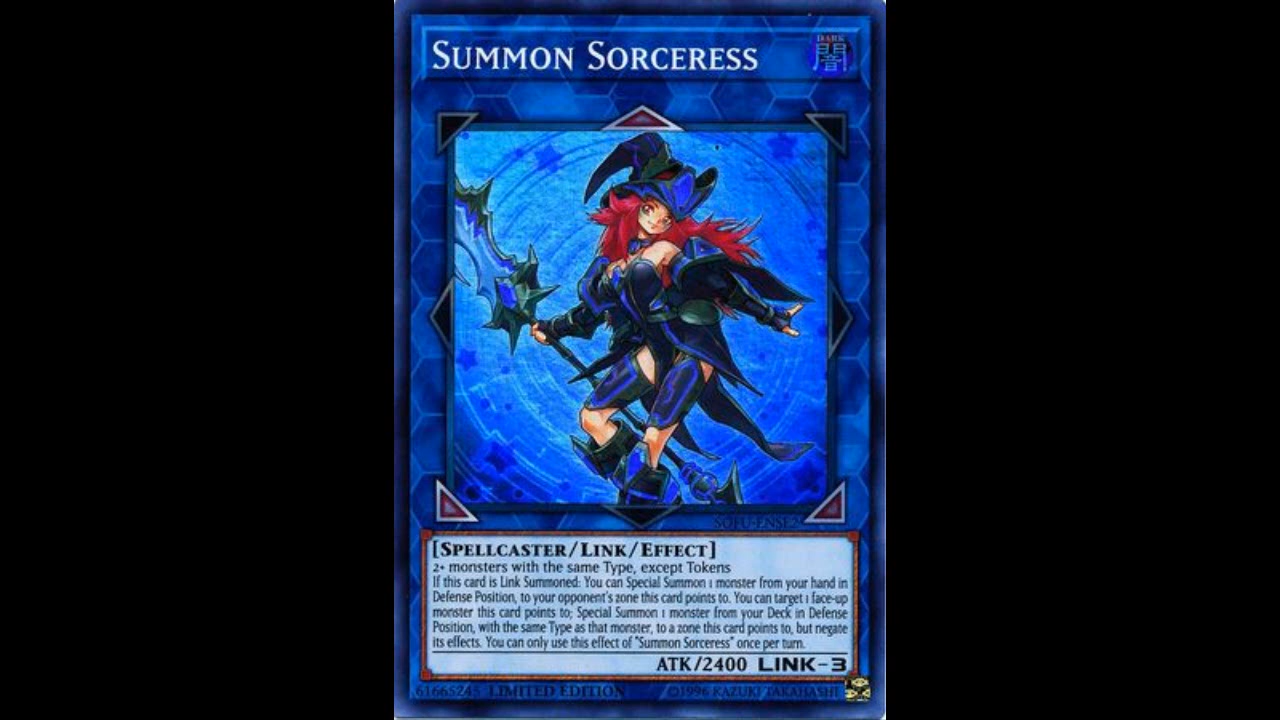 SUMMON SORCERESS
DARK
闇
SOFU-ENSE2
[SPELLCASTER/LINK/EFFECT]
2+ monsters with the same Type, except Tokens
If this card is Link Summoned: You can Special Summon 1 monster from your hand in
Defense Position, to your opponent's zone this card points to. You can target 1 face-up
monster this card points to; Special Summon 1 monster from your Deck in Defense
Position, with the same Type as that monster, to a zone this card points to, but negate
its effects. You can only use this effect of "Summon Sorceress" once per turn.
ATK/2400 LINK-3
61665245 LIMITED EDITION ©1996 KAZUKI TAKAHASHI